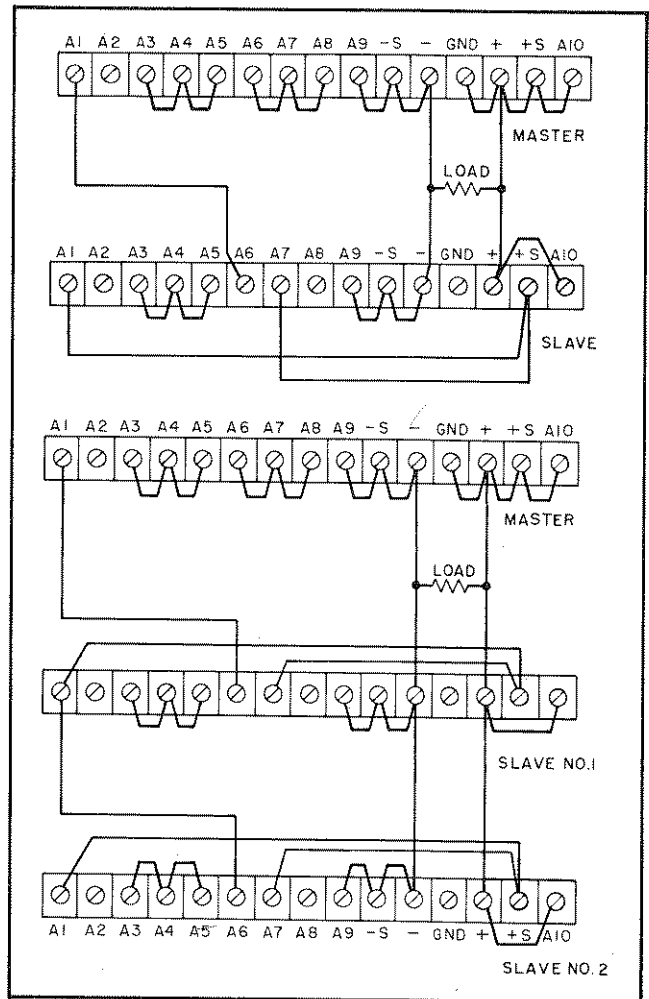 A1 A2 A3 A4 A5 A6 A7 A8 A9 -S - GND + +S A10
MASTER
LOAD
A1 A2 A3 A4 A5 A6 A7 A8 A9 -S - GND + +S A10
SLAVE
A1 A2 A3 A4 A5 A6 A7 A8 A9 -S - GND + +S A10
MASTER
LOAD
SLAVE NO.1
A1 A2 A3 A4 A5 A6 A7 A8 A9 -S - GND + +S A10
SLAVE NO. 2